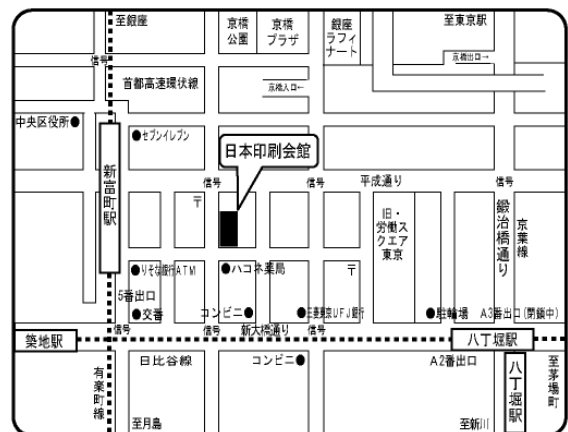 至銀座
京橋
公園
京橋
プラザ
銀座
ラフィ
ナート
至東京駅
京橋出口→
信号
首都高速環状線
京橋入口←
中央区役所●
●セブンイレブン
日本印刷会館
新富町駅
信号
信号
平成通り
信号
〒
旧・
労働ス
クエア
東京
鍛冶橋通り
京葉線
●りそな銀行ATM
●ハコネ薬局
〒
5番出口
●交番
コンビニ●
●三菱東京UFJ銀行
●駐輪場
A3番出口(閉鎖中)
信号
信号
新大橋通り
信号
築地駅
八丁堀駅
日比谷線
コンビニ●
A2番出口
八丁堀駅
至茅場町
有楽町線
至月島
至新川